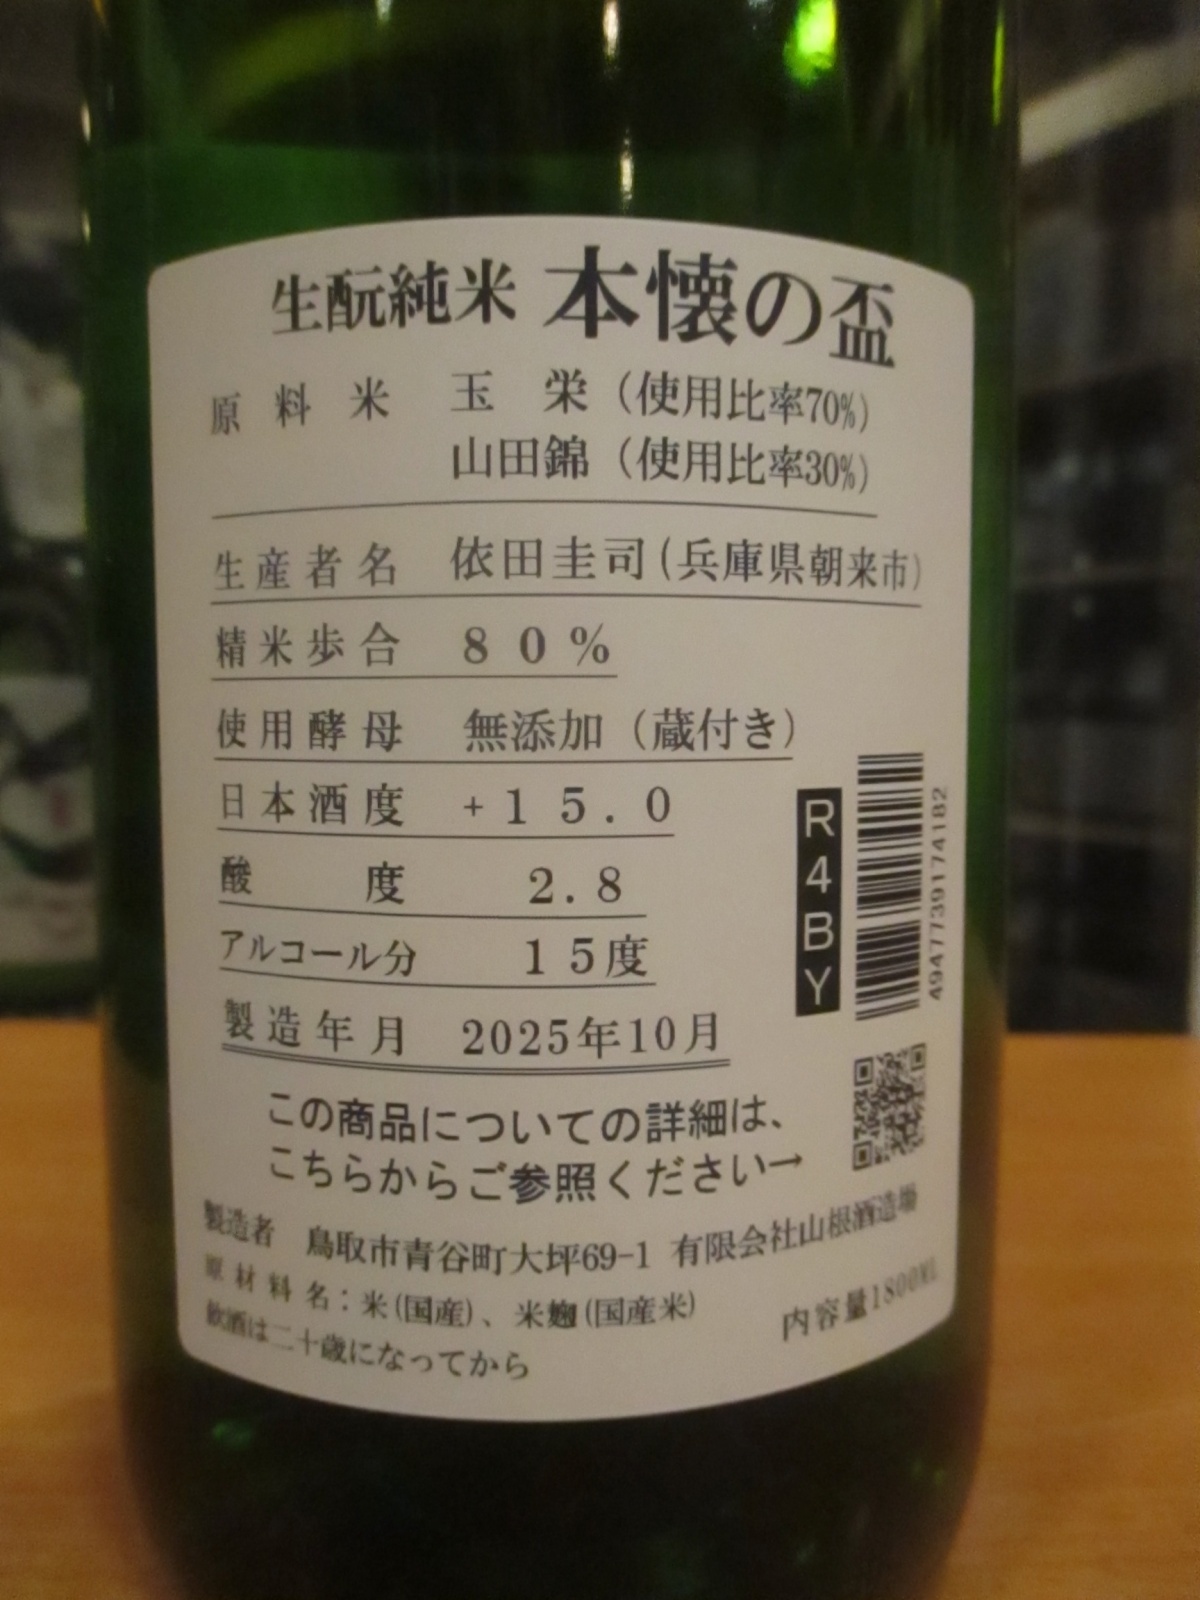 生酛純米 本懐の盃
原料米 玉 栄（使用比率70%）
山田錦（使用比率30%）
生産者名 依田圭司(兵庫県朝来市)
精米歩合 80%
使用酵母 無添加（蔵付き）
日本酒度 +15.0
酸 度 2.8
アルコール分 15度
製造年月 2025年10月
R4BY
4947739174182
この商品についての詳細は、
こちらからご参照ください→
製造者 鳥取市青谷町大坪69-1 有限会社山根酒造場
原材料名：米(国産)、米麹(国産米)
内容量1800ML
飲酒は二十歳になってから